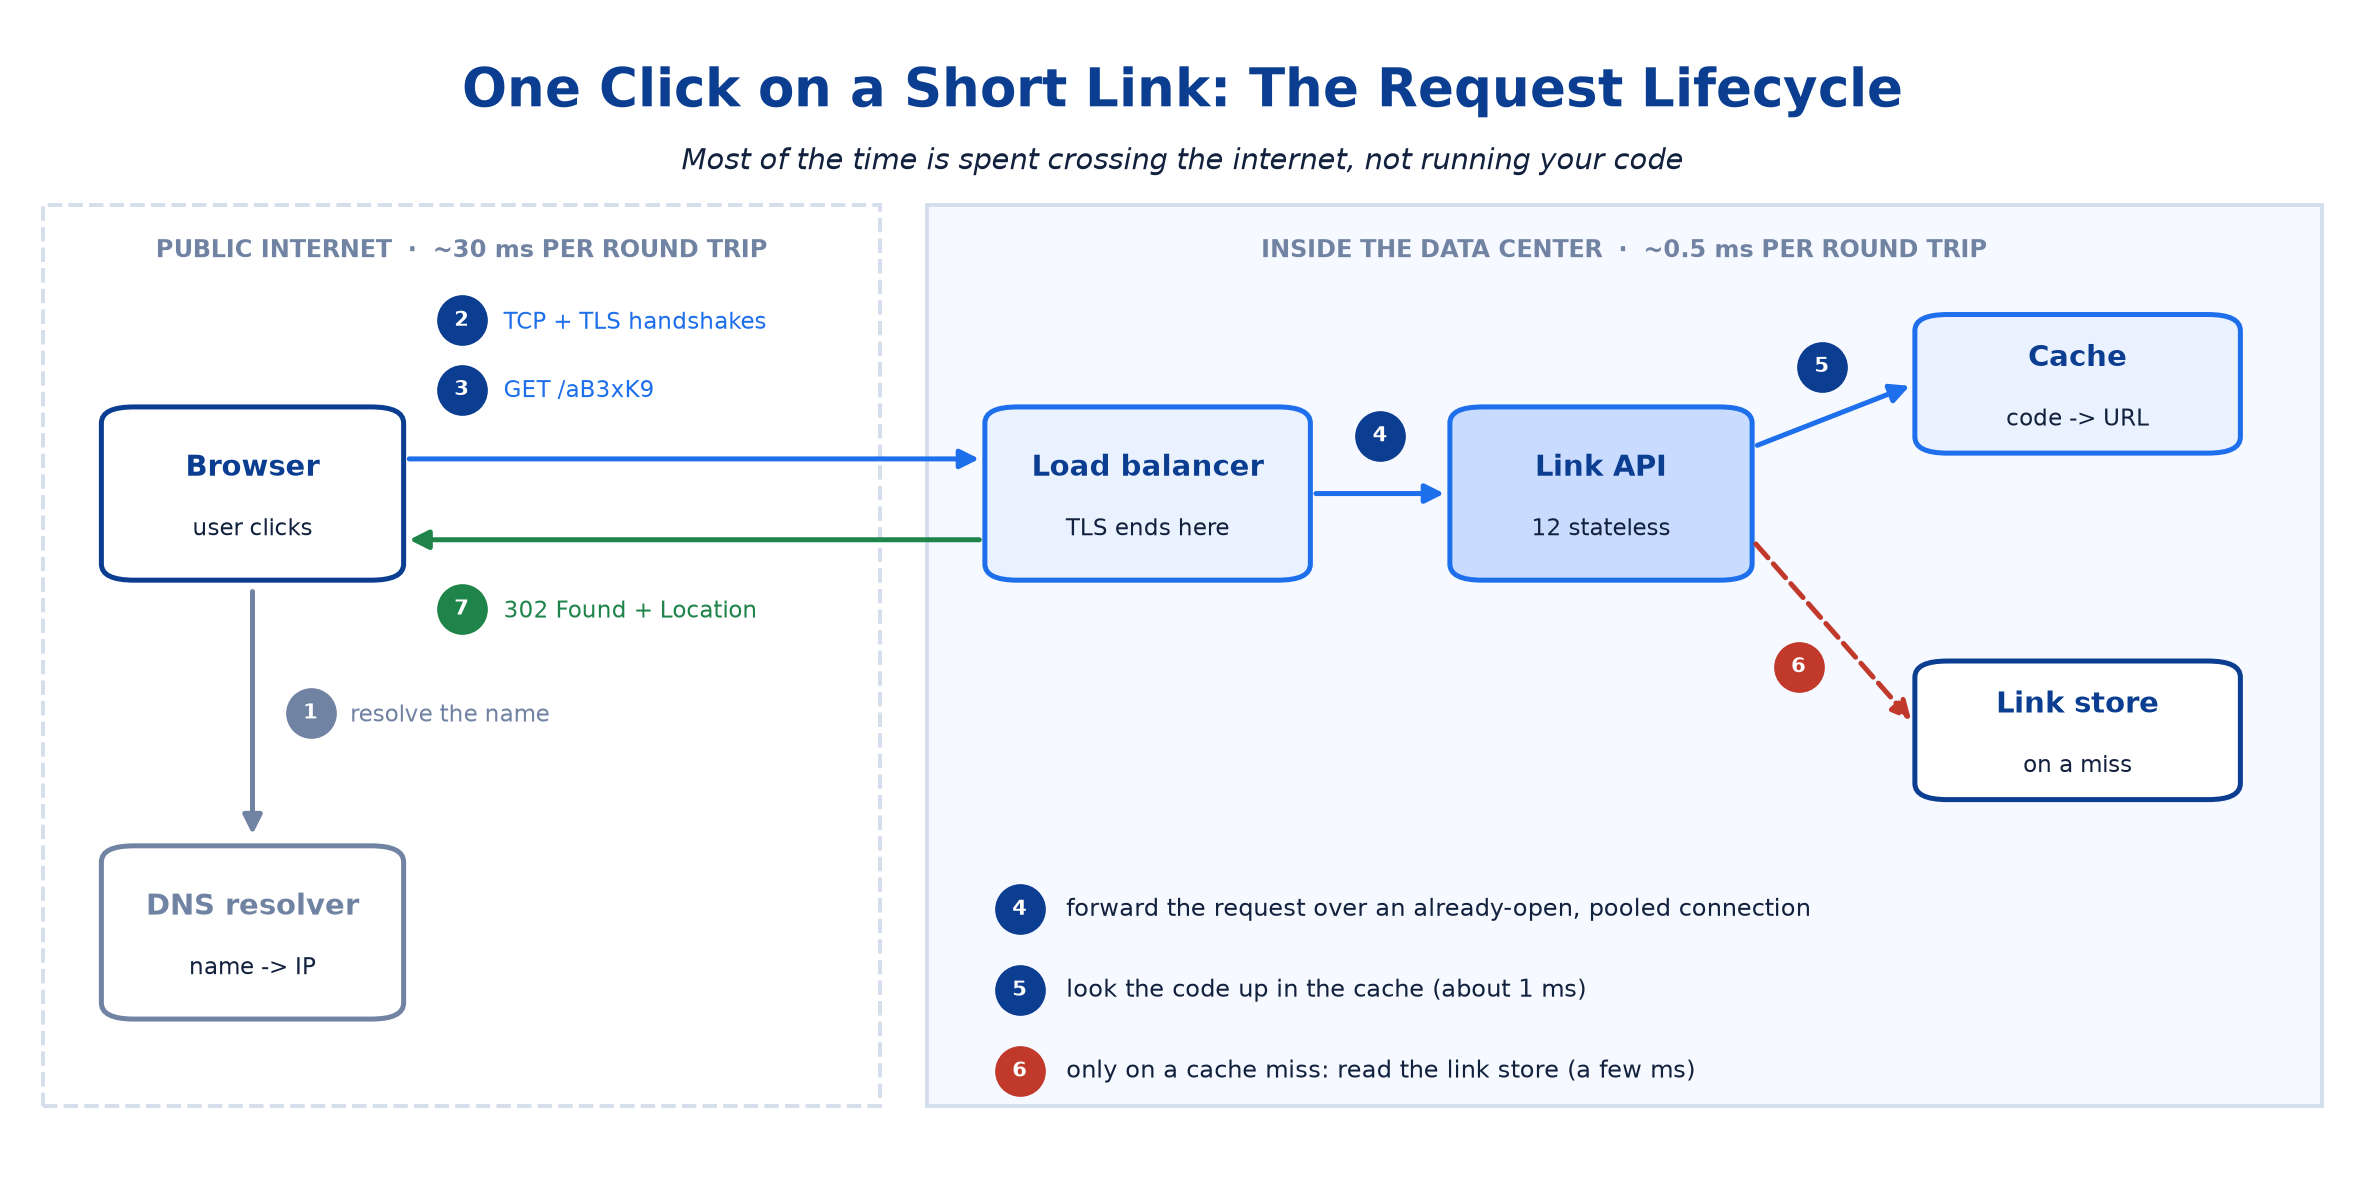 One Click on a Short Link: The Request Lifecycle
Most of the time is spent crossing the internet, not running your code
PUBLIC INTERNET · ~30 ms PER ROUND TRIP
2 TCP + TLS handshakes
3 GET /aB3xK9
Browser
user clicks
7 302 Found + Location
1 resolve the name
DNS resolver
name -> IP
INSIDE THE DATA CENTER · ~0.5 ms PER ROUND TRIP
Load balancer
TLS ends here
4
Link API
12 stateless
5
Cache
code -> URL
6
Link store
on a miss
4 forward the request over an already-open, pooled connection
5 look the code up in the cache (about 1 ms)
6 only on a cache miss: read the link store (a few ms)